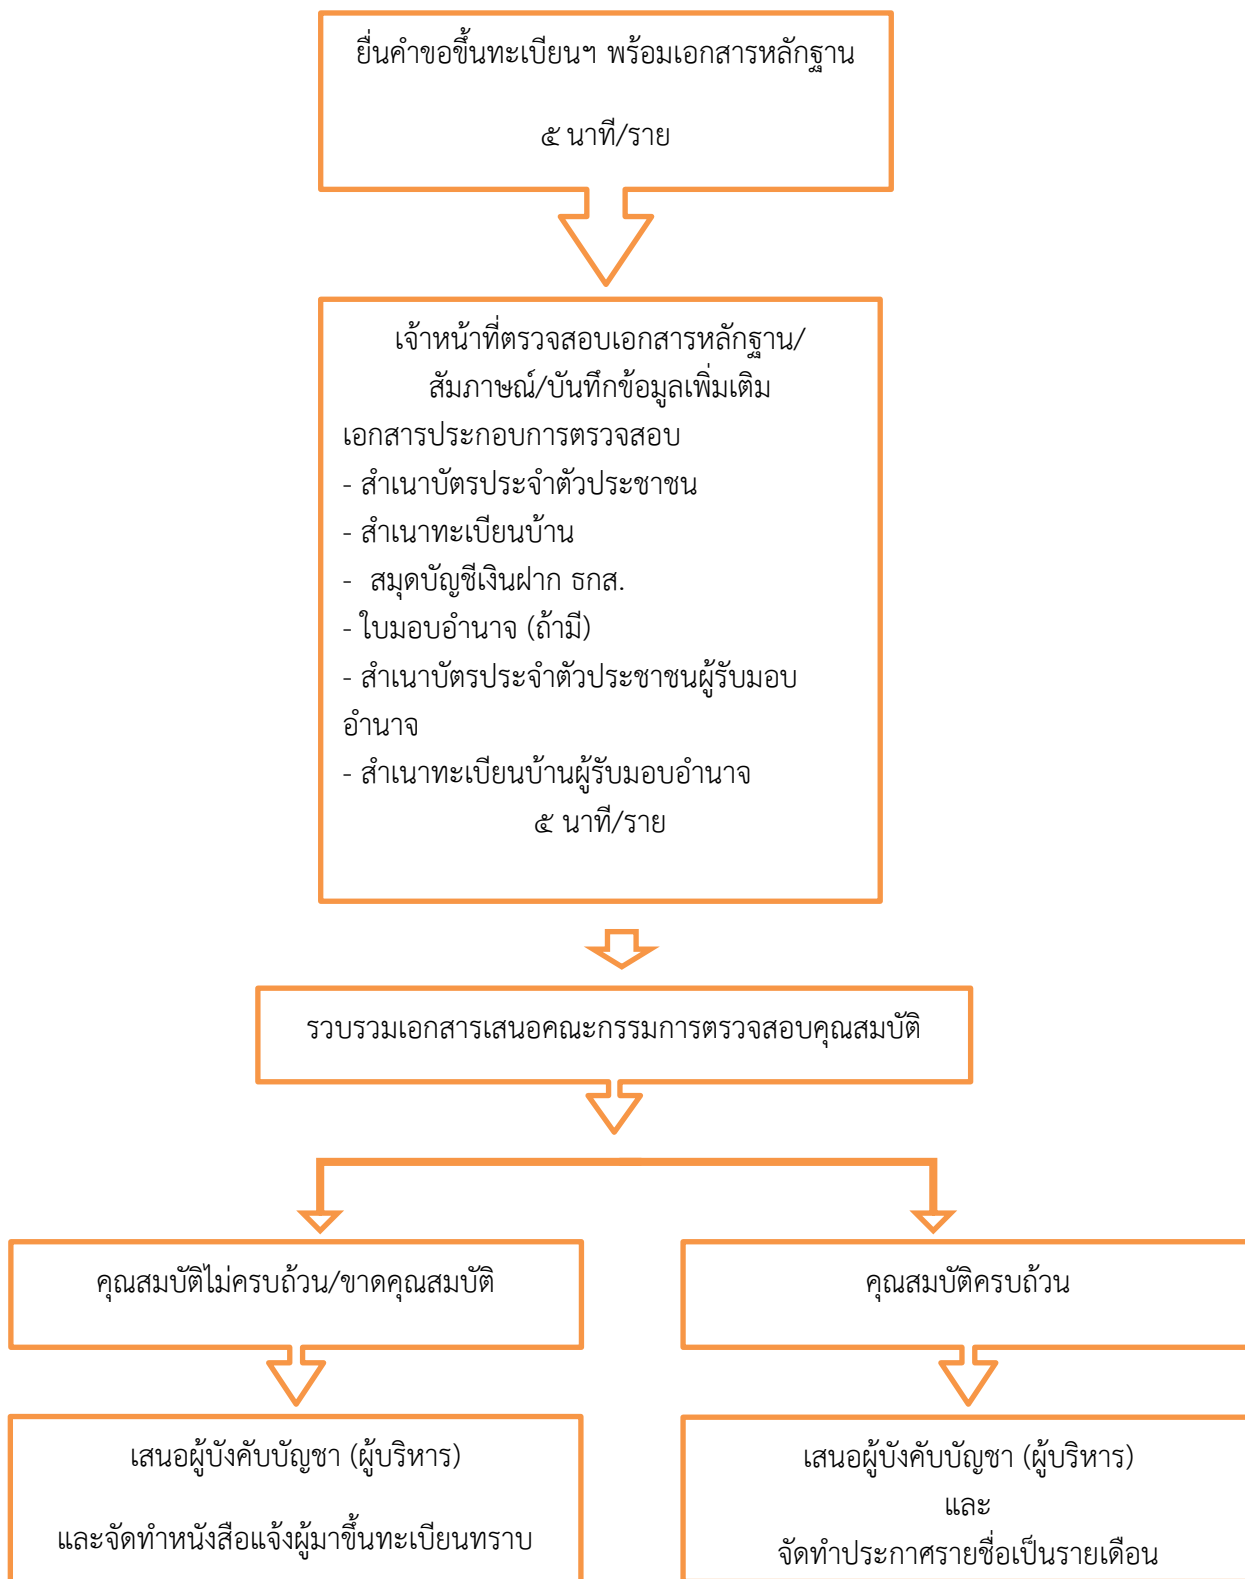 ยื่นคำขอขึ้นทะเบียนฯ พร้อมเอกสารหลักฐาน
๕ นาที/ราย
เจ้าหน้าที่ตรวจสอบเอกสารหลักฐาน/
สัมภาษณ์/บันทึกข้อมูลเพิ่มเติม
เอกสารประกอบการตรวจสอบ
- สำเนาบัตรประจำตัวประชาชน
- สำเนาทะเบียนบ้าน
- สมุดบัญชีเงินฝาก ธกส.
- ใบมอบอำนาจ (ถ้ามี)
- สำเนาบัตรประจำตัวประชาชนผู้รับมอบ
อำนาจ
- สำเนาทะเบียนบ้านผู้รับมอบอำนาจ
๕ นาที/ราย
รวบรวมเอกสารเสนอคณะกรรมการตรวจสอบคุณสมบัติ
คุณสมบัติไม่ครบถ้วน/ขาดคุณสมบัติ
คุณสมบัติครบถ้วน
เสนอผู้บังคับบัญชา (ผู้บริหาร)
และจัดทำหนังสือแจ้งผู้มาขึ้นทะเบียนทราบ
เสนอผู้บังคับบัญชา (ผู้บริหาร)
และ
จัดทำประกาศรายชื่อเป็นรายเดือน